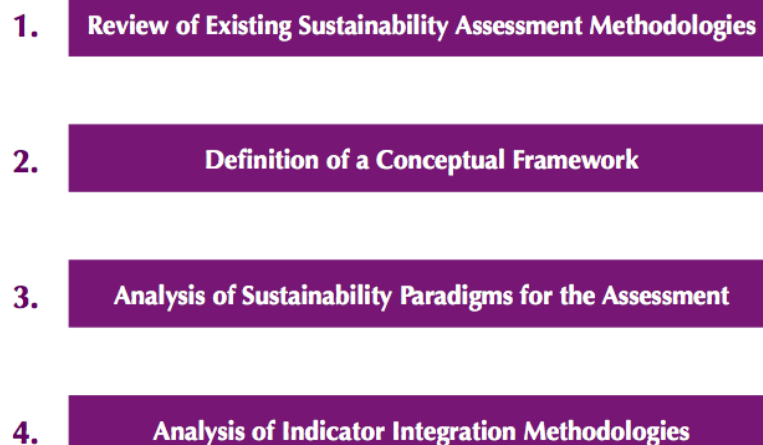 1. Review of Existing Sustainability Assessment Methodologies
2. Definition of a Conceptual Framework
3. Analysis of Sustainability Paradigms for the Assessment
4. Analysis of Indicator Integration Methodologies